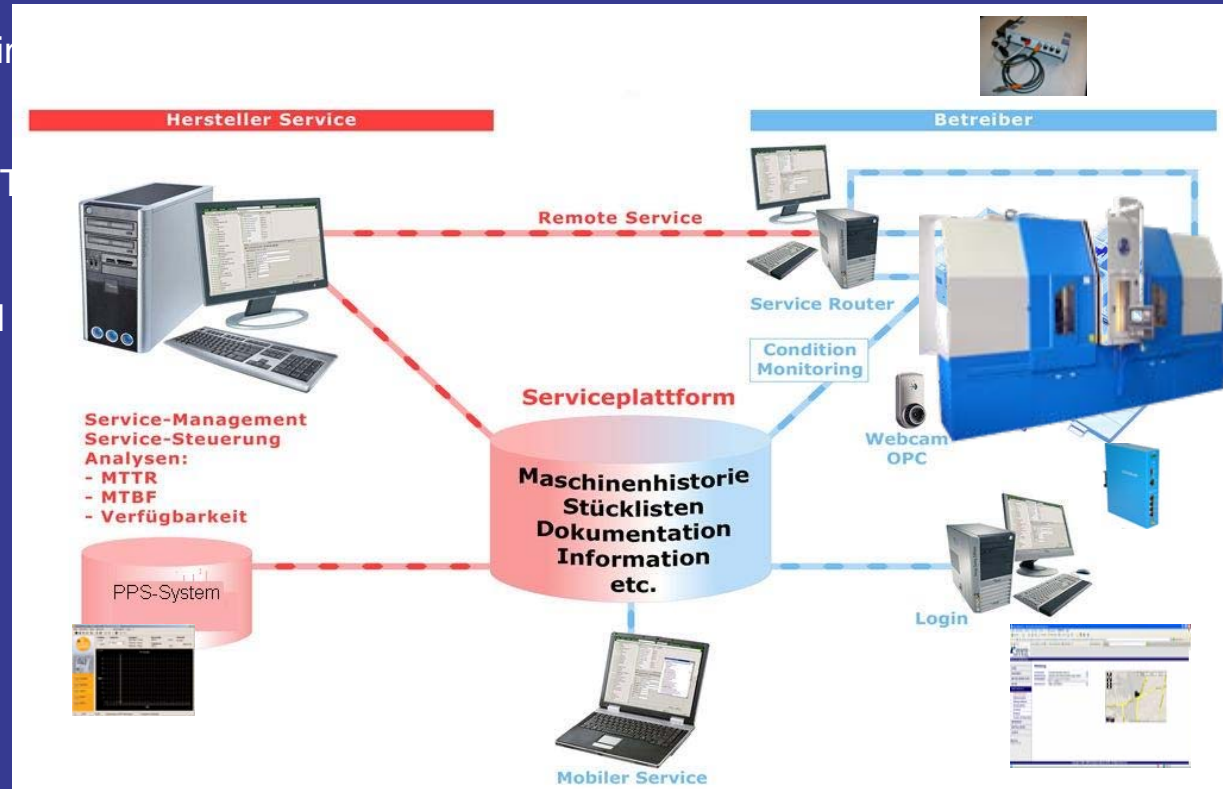 Hersteller Service
Betreiber
Remote Service
Service Router
Condition
Monitoring
Serviceplattform
Webcam
OPC
Service-Management
Service-Steuerung
Analysen:
- MTTR
- MTBF
- Verfügbarkeit
Maschinenhistorie
Stücklisten
Dokumentation
Information
etc.
PPS-System
Login
Mobiler Service